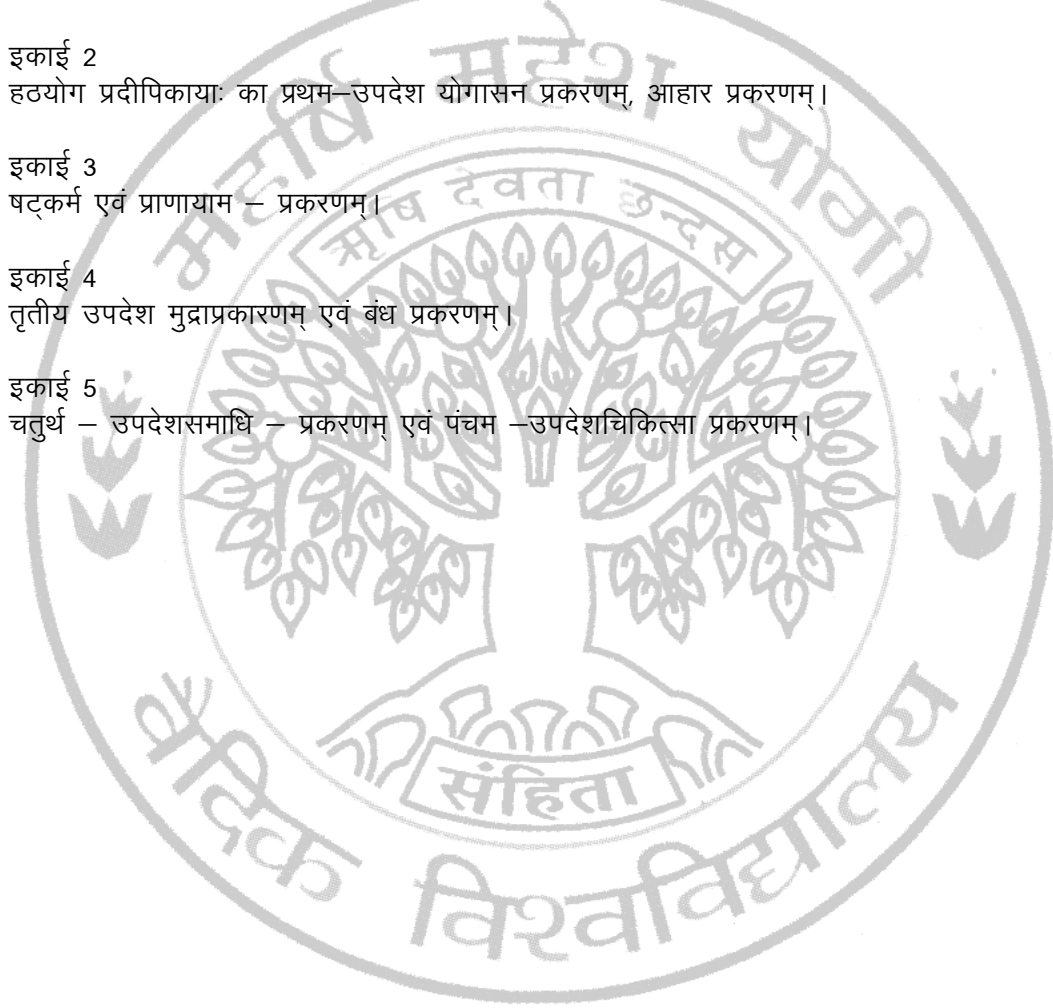 इकाई 2
हठयोग प्रदीपिकायाः का प्रथम–उपदेश योगासन प्रकरणम्, आहार प्रकरणम्।
इकाई 3
षट्कर्म एवं प्राणायाम – प्रकरणम्।
इकाई 4
तृतीय उपदेश मुद्राप्रकारणम् एवं बंध प्रकरणम्।
इकाई 5
चतुर्थ – उपदेशसमाधि – प्रकरणम् एवं पंचम –उपदेशचिकित्सा प्रकरणम्।
महर्षि महेश योगी
ऋषि देवता छन्दस
संहिता
वैदिक विश्वविद्यालय